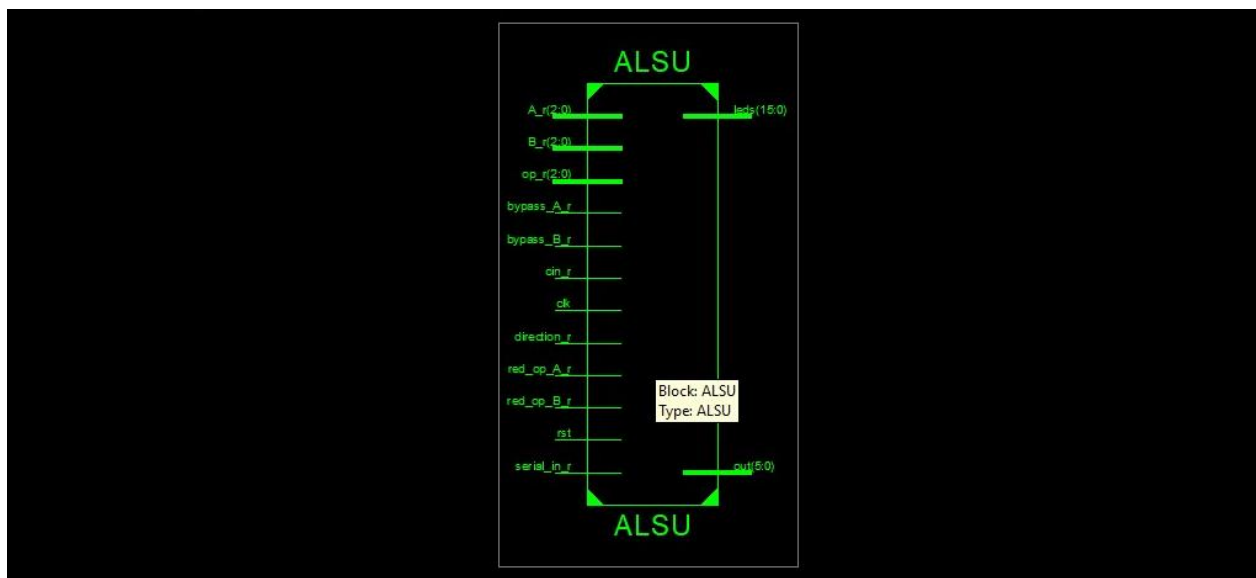 ALSU
A_r(2:0)
leds(15:0)
B_r(2:0)
op_r(2:0)
bypass_A_r
bypass_B_r
cin_r
clk
direction_r
red_op_A_r
Block: ALSU
Type: ALSU
red_op_B_r
rst
serial_in_r
out(5:0)
ALSU